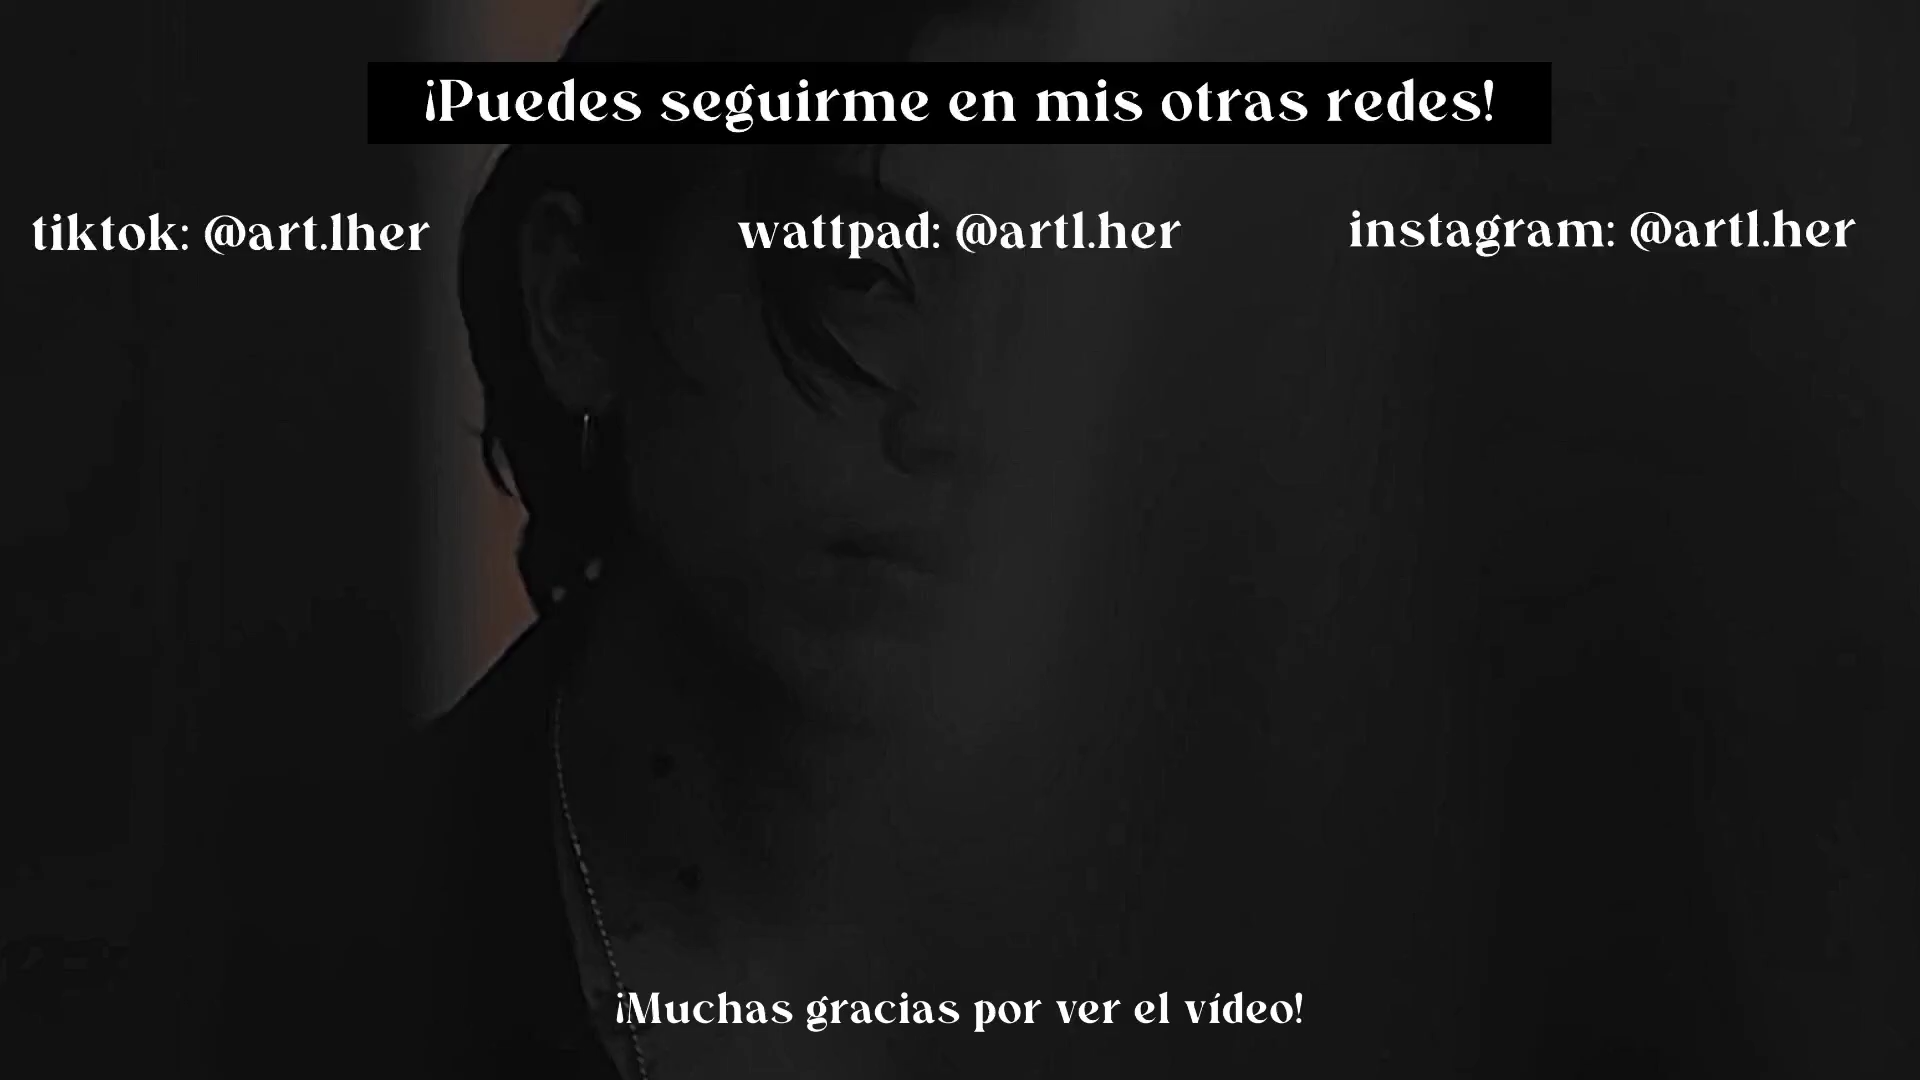 ¡Puedes seguirme en mis otras redes!
tiktok: @art.lher
wattpad: @artl.her
instagram: @artl.her
¡Muchas gracias por ver el vídeo!